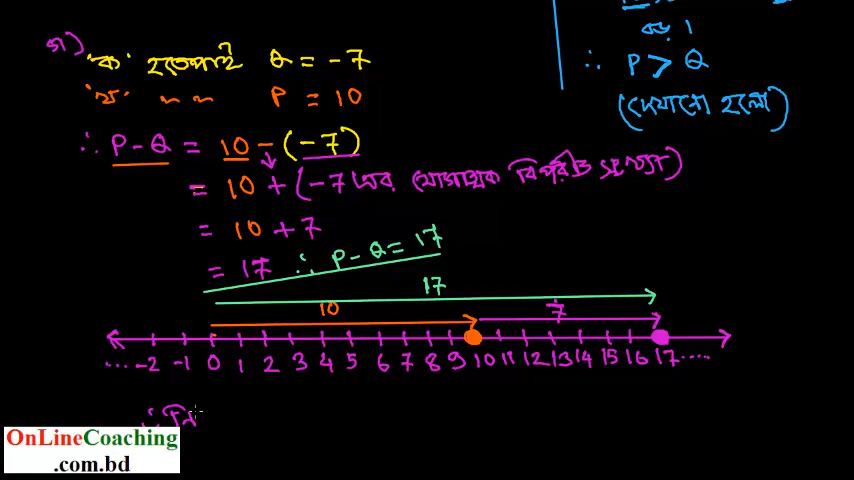 বড় ।
∴ P > Q
(দেখানো হলো)
গ)
'ক' হতে পাই Q = -7
'খ' " " P = 10
∴ P-Q = 10 - (-7)
= 10 + (-7 এর যোগাত্মক বিপরীত সংখ্যা)
= 10 + 7
= 17 ∴ P-Q = 17
17
10 7
... -2 -1 0 1 2 3 4 5 6 7 8 9 10 11 12 13 14 15 16 17 .....
∴ নি
OnLineCoaching
.com.bd